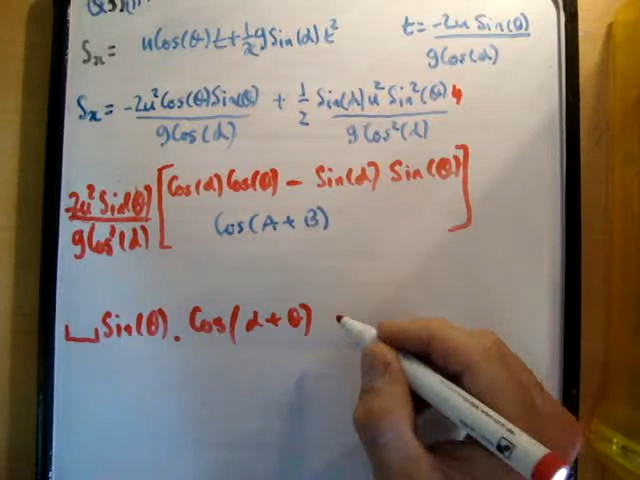 Sx = u Cos(θ) t + 1/2 g Sin(α) t² t = -2u Sin(θ) / g Cos(α)
Sx = -2u² Cos(θ) Sin(θ) / g Cos(α) + 1/2 Sin(α) u² Sin²(θ) 4 / g Cos²(α)
2u² Sin(θ) / g Cos²(α) [ Cos(α) Cos(θ) - Sin(α) Sin(θ) ]
Cos(A + B)
Sin(θ) . Cos(α + θ)